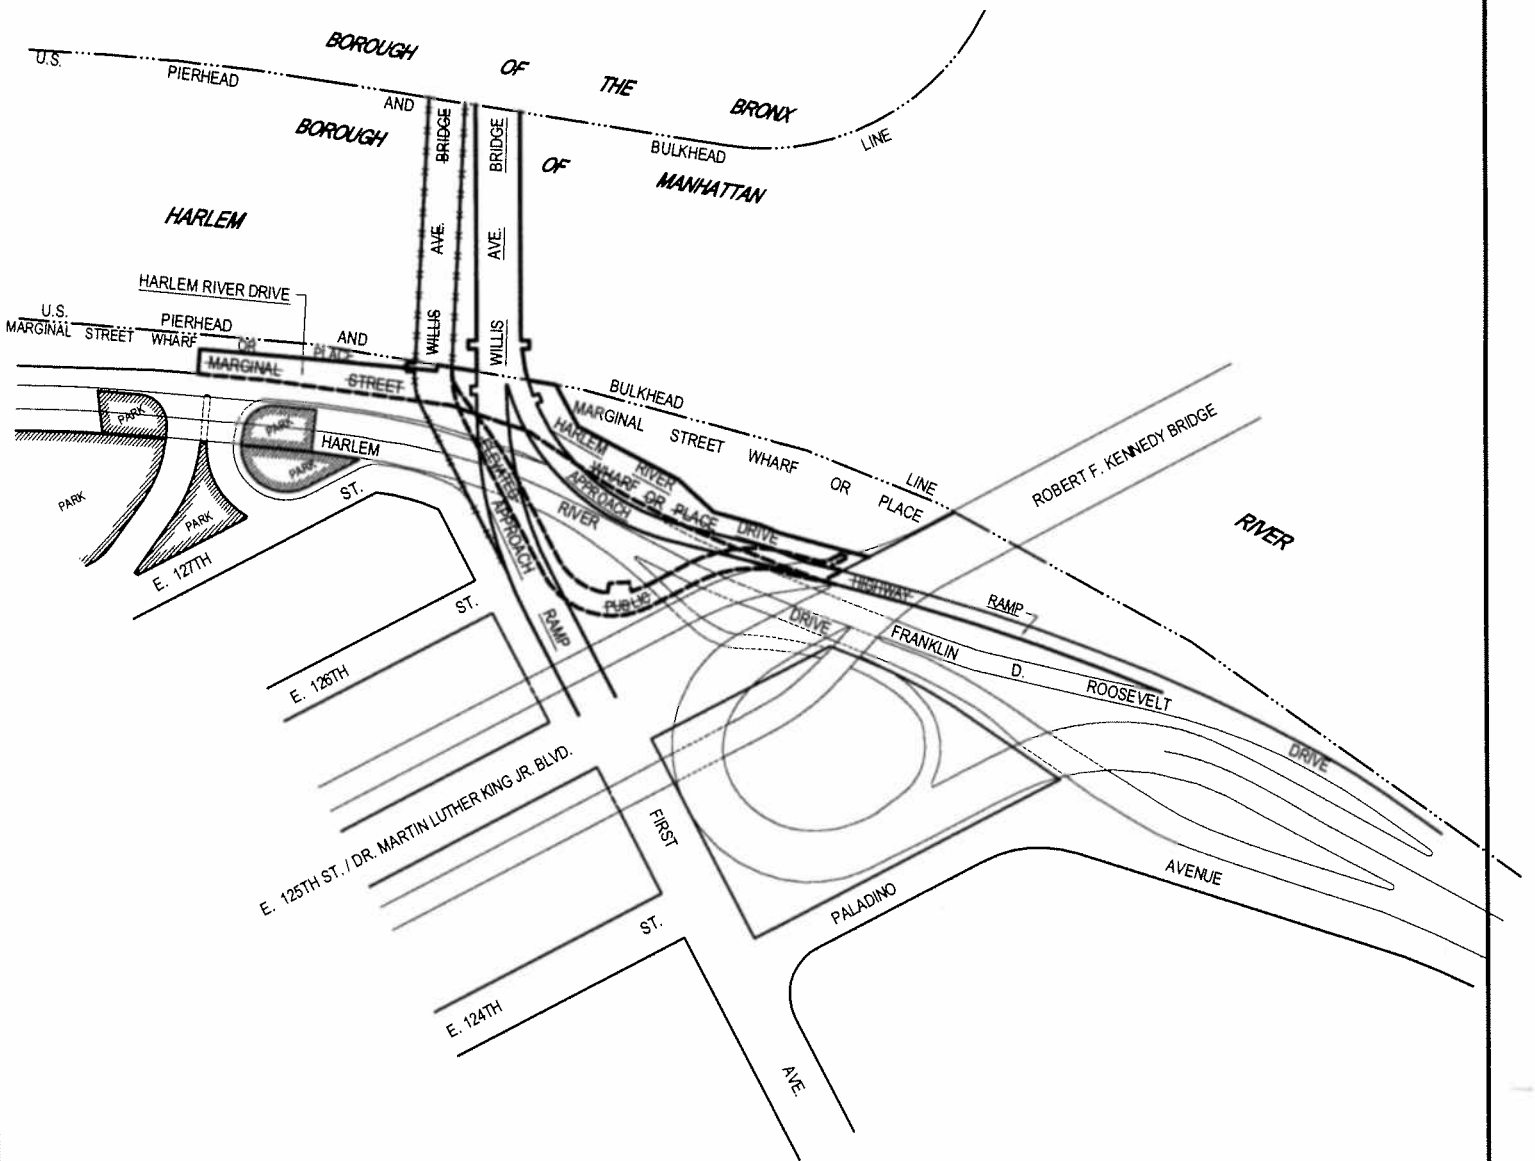 BOROUGH OF THE BRONX
U.S. PIERHEAD AND BULKHEAD LINE
BOROUGH OF MANHATTAN
HARLEM RIVER
WILLIS AVE. BRIDGE
WILLIS AVE. BRIDGE
HARLEM RIVER DRIVE
U.S. PIERHEAD AND BULKHEAD LINE
MARGINAL STREET WHARF OR PLACE
MARGINAL STREET
WHARF OR PLACE
MARGINAL STREET WHARF OR PLACE
HARLEM RIVER DRIVE
PARK
PARK
PARK
PARK
PARK
HARLEM RIVER DRIVE
ELEVATED
APPROACH
APPROACH
RAMP
PUBLIC
HIGHWAY
RAMP
ROBERT F. KENNEDY BRIDGE
FRANKLIN D. ROOSEVELT DRIVE
E. 127TH ST.
E. 126TH ST.
E. 125TH ST. / DR. MARTIN LUTHER KING JR. BLVD.
E. 124TH ST.
FIRST AVE.
PALADINO AVENUE